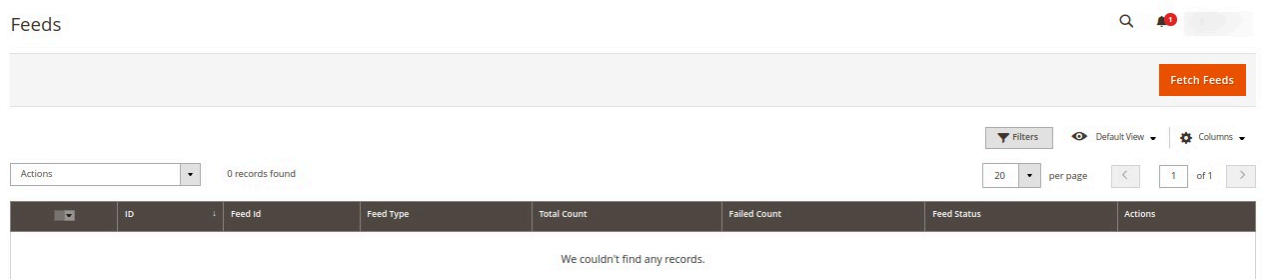 Feeds
1
Fetch Feeds
Filters Default View Columns
Actions 0 records found 20 per page 1 of 1
ID ↓ Feed Id Feed Type Total Count Failed Count Feed Status Actions
We couldn't find any records.